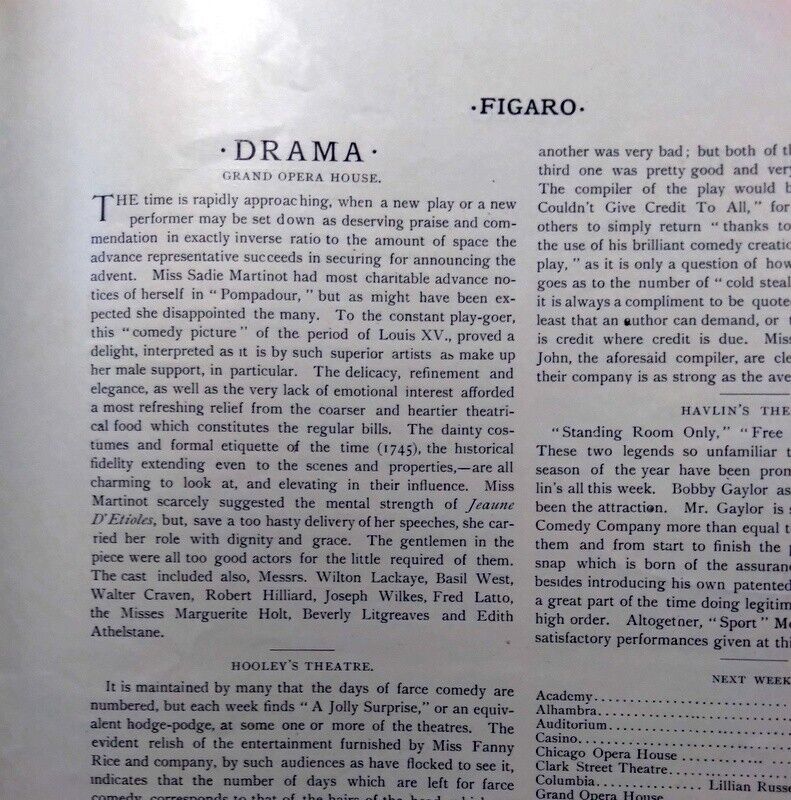 ·FIGARO·
·DRAMA·
GRAND OPERA HOUSE.
THE time is rapidly approaching, when a new play or a new
performer may be set down as deserving praise and com-
mendation in exactly inverse ratio to the amount of space the
advance representative succeeds in securing for announcing the
advent. Miss Sadie Martinot had most charitable advance no-
tices of herself in "Pompadour," but as might have been ex-
pected she disappointed the many. To the constant play-goer,
this "comedy picture" of the period of Louis XV., proved a
delight, interpreted as it is by such superior artists as make up
her male support, in particular. The delicacy, refinement and
elegance, as well as the very lack of emotional interest afforded
a most refreshing relief from the coarser and heartier theatri-
cal food which constitutes the regular bills. The dainty cos-
tumes and formal etiquette of the time (1745), the historical
fidelity extending even to the scenes and properties,—are all
charming to look at, and elevating in their influence. Miss
Martinot scarcely suggested the mental strength of Jeaune
D'Etioles, but, save a too hasty delivery of her speeches, she car-
ried her role with dignity and grace. The gentlemen in the
piece were all too good actors for the little required of them.
The cast included also, Messrs. Wilton Lackaye, Basil West,
Walter Craven, Robert Hilliard, Joseph Wilkes, Fred Latto,
the Misses Marguerite Holt, Beverly Litgreaves and Edith
Athelstane.
HOOLEY'S THEATRE.
It is maintained by many that the days of farce comedy are
numbered, but each week finds "A Jolly Surprise," or an equiv-
alent hodge-podge, at some one or more of the theatres. The
evident relish of the entertainment furnished by Miss Fanny
Rice and company, by such audiences as have flocked to see it,
indicates that the number of days which are left for farce
comedy, corresponds to that of the hairs of the head, which
another was very bad; but both of
third one was pretty good and
The compiler of the play would
Couldn't Give Credit To All," for
others to simply return "thanks to
the use of his brilliant comedy
play," as it is only a question of how
goes as to the number of "cold
it is always a compliment to be
least that an author can demand, or
is credit where credit is due.
John, the aforesaid compiler, are
their company is as strong as the
HAVLIN'S
"Standing Room Only," "Free
These two legends so unfamiliar
season of the year have been
lin's all this week. Bobby Gaylor as
been the attraction. Mr. Gaylor is
Comedy Company more than equal
them and from start to finish the
snap which is born of the
besides introducing his own patented
a great part of the time doing
high order. Altogether, "Sport"
satisfactory performances given at
NEXT WEEK
Academy
Alhambra
Auditorium
Casino
Chicago Opera House
Clark Street Theatre
Columbia Lillian
Grand Opera House